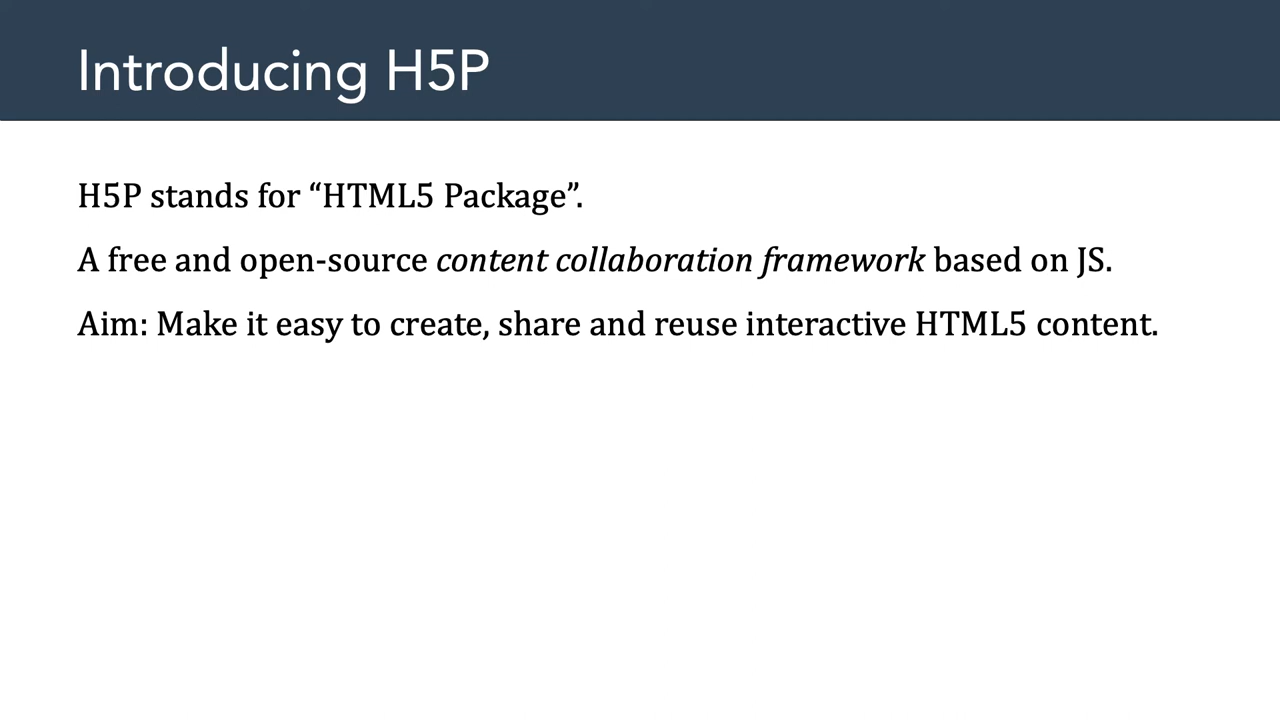 Introducing H5P
H5P stands for “HTML5 Package”.
A free and open-source content collaboration framework based on JS.
Aim: Make it easy to create, share and reuse interactive HTML5 content.